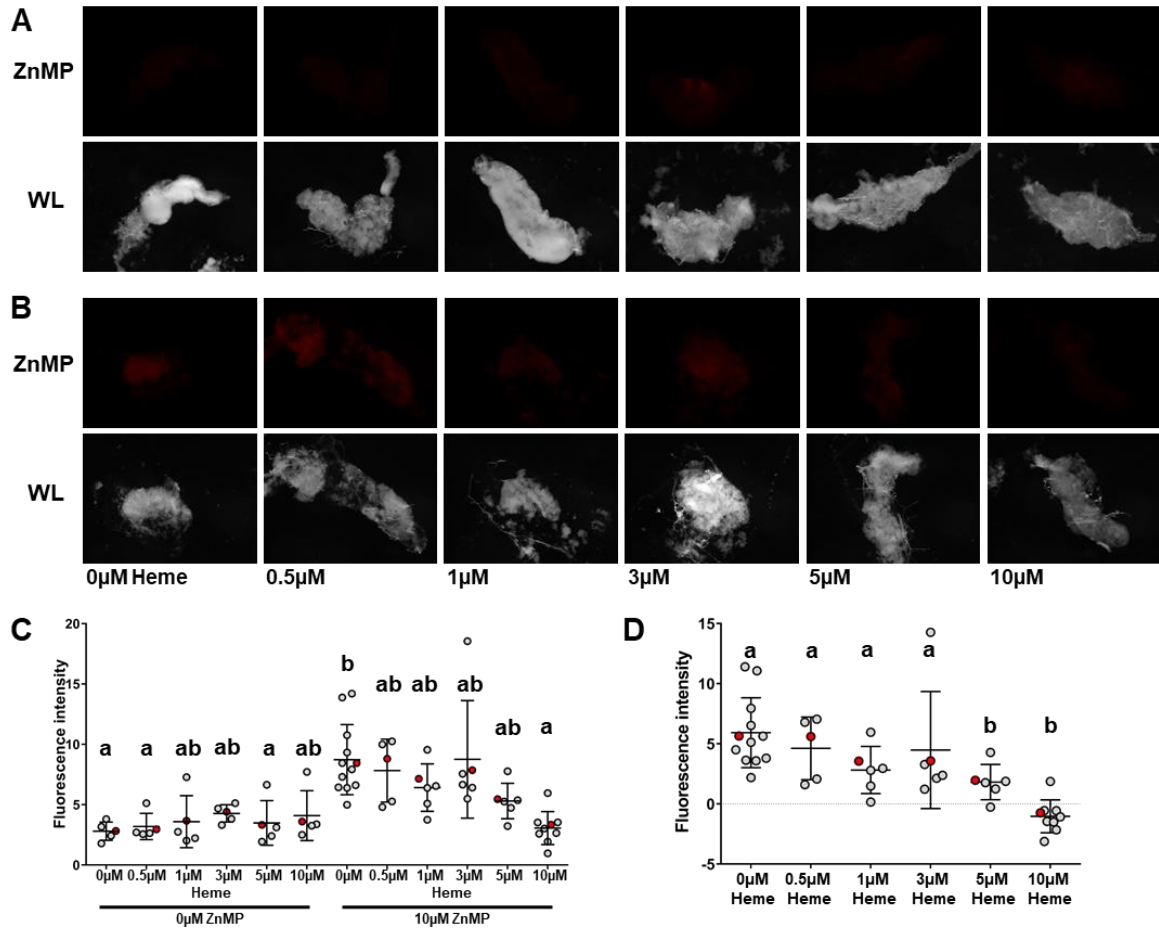 A
ZnMP
WL
B
ZnMP
WL
0µM Heme 0.5µM 1µM 3µM 5µM 10µM
C
Fluorescence intensity
20
15
10
5
0
a a ab ab a ab b ab ab ab ab a
0µM 0.5µM 1µM 3µM 5µM 10µM 0µM 0.5µM 1µM 3µM 5µM 10µM
Heme Heme
0µM ZnMP 10µM ZnMP
D
Fluorescence intensity
15
10
5
0
-5
a a a a b b
0µM 0.5µM 1µM 3µM 5µM 10µM
Heme Heme Heme Heme Heme Heme